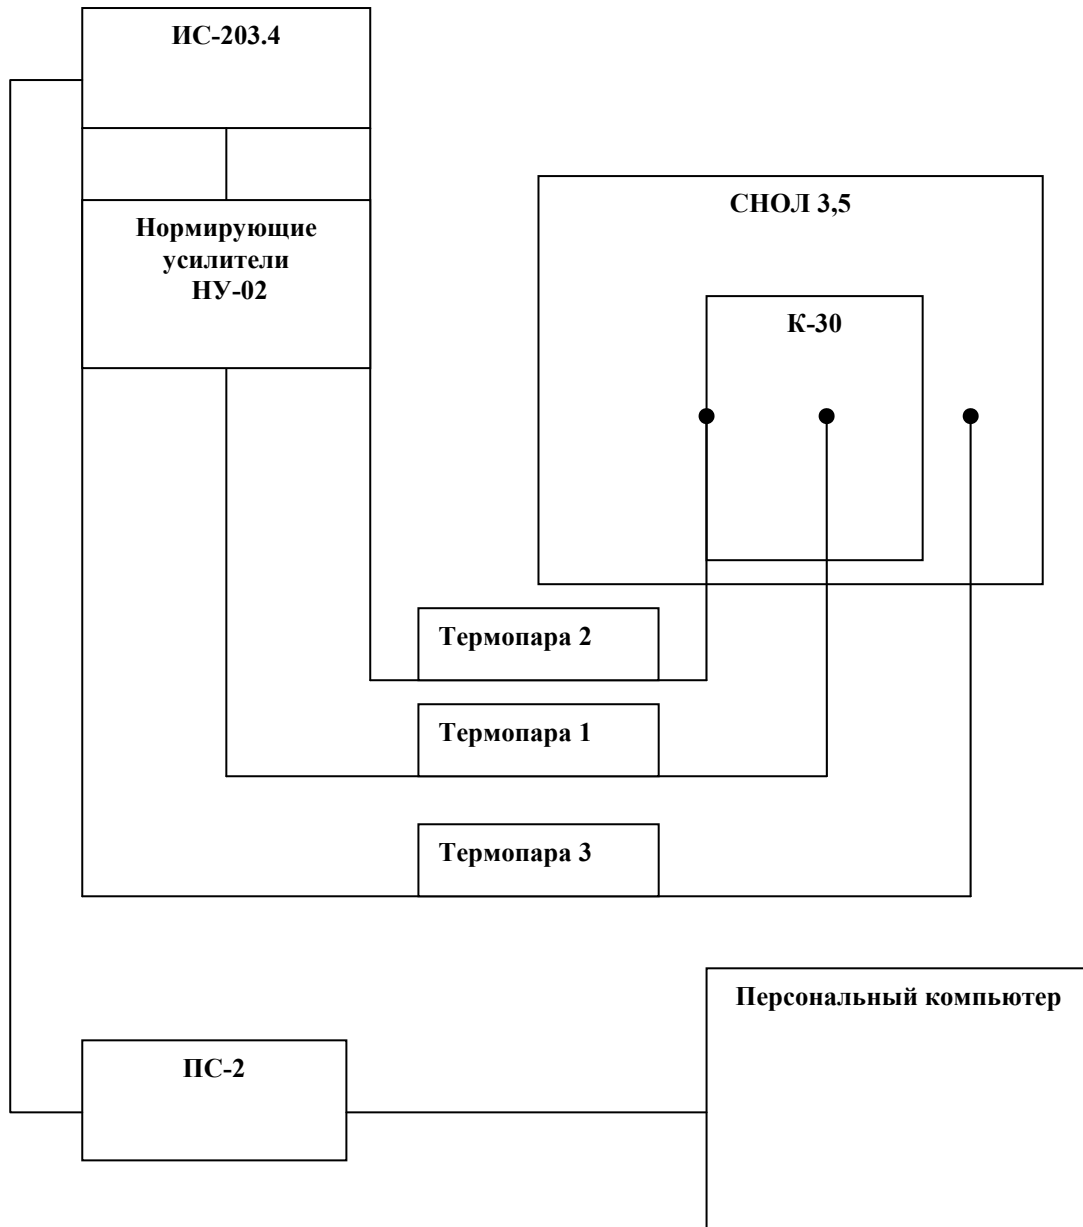 ИС-203.4
СНОЛ 3,5
Нормирующие
усилители
НУ-02
К-30
Термопара 2
Термопара 1
Термопара 3
Персональный компьютер
ПС-2